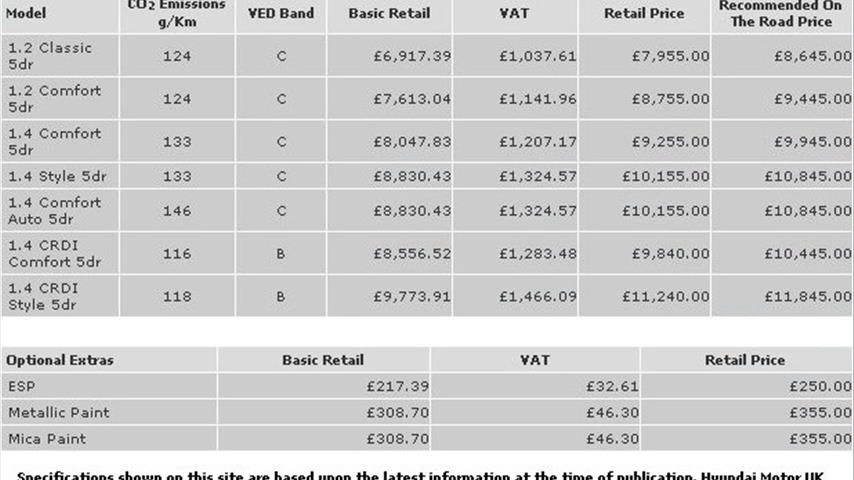 Model CO2 Emissions g/Km VED Band Basic Retail VAT Retail Price Recommended On The Road Price
1.2 Classic 5dr 124 C £6,917.39 £1,037.61 £7,955.00 £8,645.00
1.2 Comfort 5dr 124 C £7,613.04 £1,141.96 £8,755.00 £9,445.00
1.4 Comfort 5dr 133 C £8,047.83 £1,207.17 £9,255.00 £9,945.00
1.4 Style 5dr 133 C £8,830.43 £1,324.57 £10,155.00 £10,845.00
1.4 Comfort Auto 5dr 146 C £8,830.43 £1,324.57 £10,155.00 £10,845.00
1.4 CRDI Comfort 5dr 116 B £8,556.52 £1,283.48 £9,840.00 £10,445.00
1.4 CRDI Style 5dr 118 B £9,773.91 £1,466.09 £11,240.00 £11,845.00
Optional Extras Basic Retail VAT Retail Price
ESP £217.39 £32.61 £250.00
Metallic Paint £308.70 £46.30 £355.00
Mica Paint £308.70 £46.30 £355.00
Specifications shown on this site are based upon the latest information at the time of publication. Hyundai Motor UK